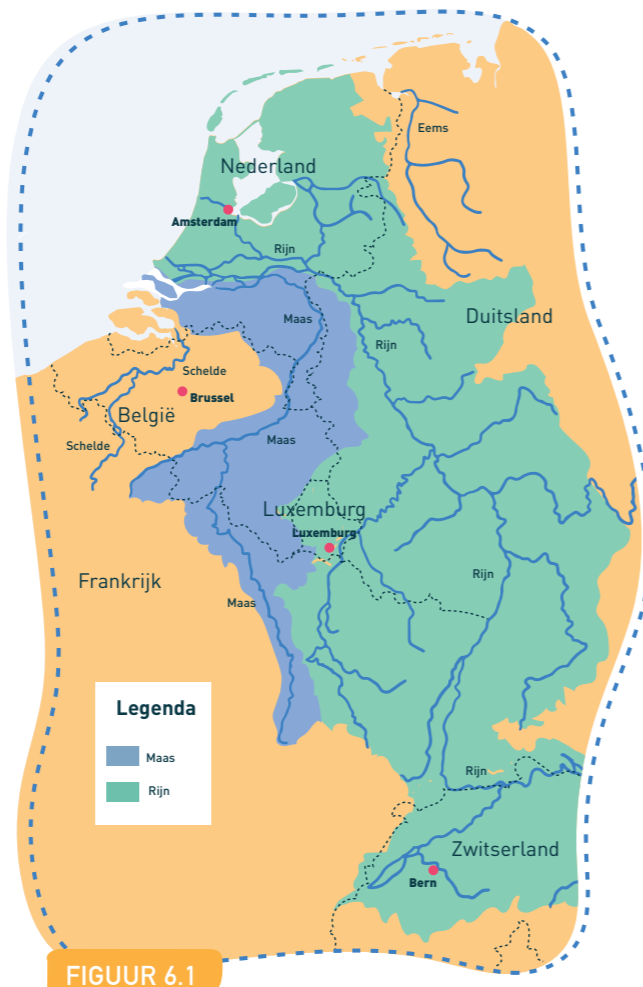 Eems
Nederland
Amsterdam
Rijn
Maas
Duitsland
Rijn
Schelde
Brussel
België
Schelde
Maas
Luxemburg
Luxemburg
Rijn
Frankrijk
Maas
Legenda
Maas
Rijn
Rijn
Zwitserland
Bern
FIGUUR 6.1